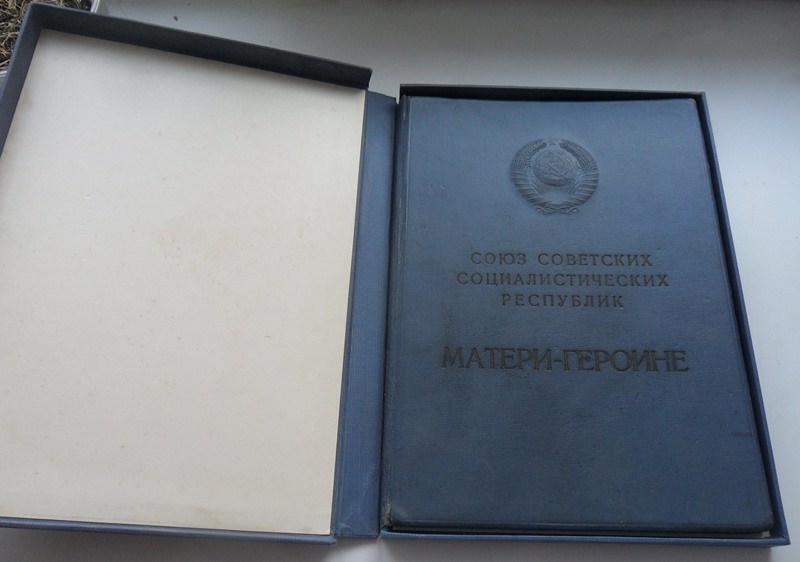 СОЮЗ СОВЕТСКИХ
СОЦИАЛИСТИЧЕСКИХ
РЕСПУБЛИК
МАТЕРИ-ГЕРОИНЕ